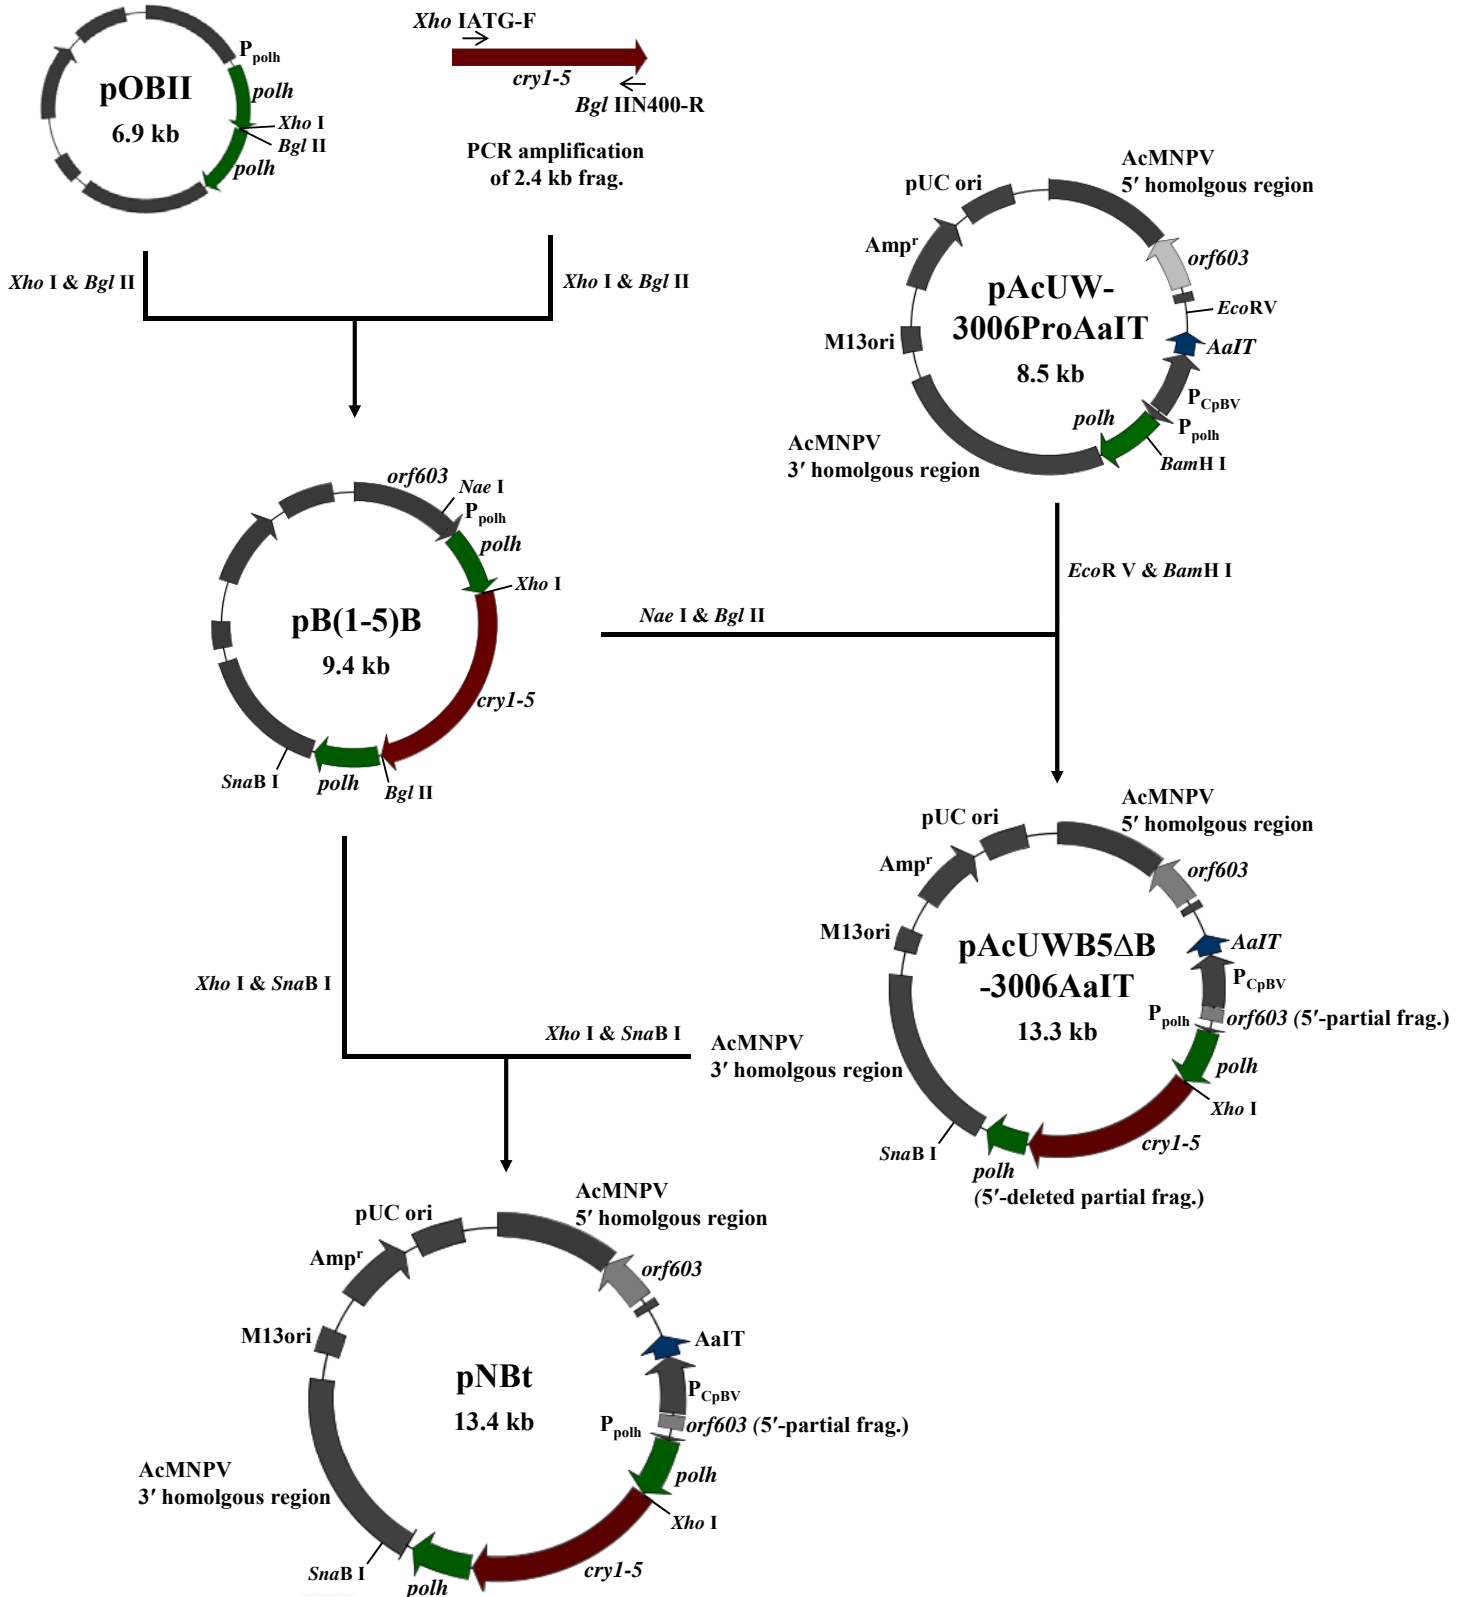 pOBII
6.9 kb
Ppolh
polh
Xho I
Bgl II
polh
Xho IATG-F
cry1-5
Bgl IIN400-R
PCR amplification
of 2.4 kb frag.
Xho I & Bgl II
Xho I & Bgl II
AcMNPV
5′ homolgous region
pUC ori
Ampr
orf603
EcoRV
pAcUW-
3006ProAaIT
8.5 kb
M13ori
AaIT
PCpBV
Ppolh
polh
BamH I
AcMNPV
3′ homolgous region
orf603
Nae I
Ppolh
polh
Xho I
pB(1-5)B
9.4 kb
cry1-5
SnaB I
polh
Bgl II
Nae I & Bgl II
EcoR V & BamH I
AcMNPV
5′ homolgous region
pUC ori
Ampr
orf603
M13ori
pAcUWB5ΔB
-3006AaIT
13.3 kb
AaIT
PCpBV
Ppolh
orf603 (5′-partial frag.)
polh
Xho I
AcMNPV
3′ homolgous region
SnaB I
cry1-5
polh
(5′-deleted partial frag.)
Xho I & SnaB I
Xho I & SnaB I
AcMNPV
5′ homolgous region
pUC ori
Ampr
orf603
M13ori
AaIT
pNBt
13.4 kb
PCpBV
Ppolh
orf603 (5′-partial frag.)
polh
AcMNPV
3′ homolgous region
Xho I
SnaB I
cry1-5
polh